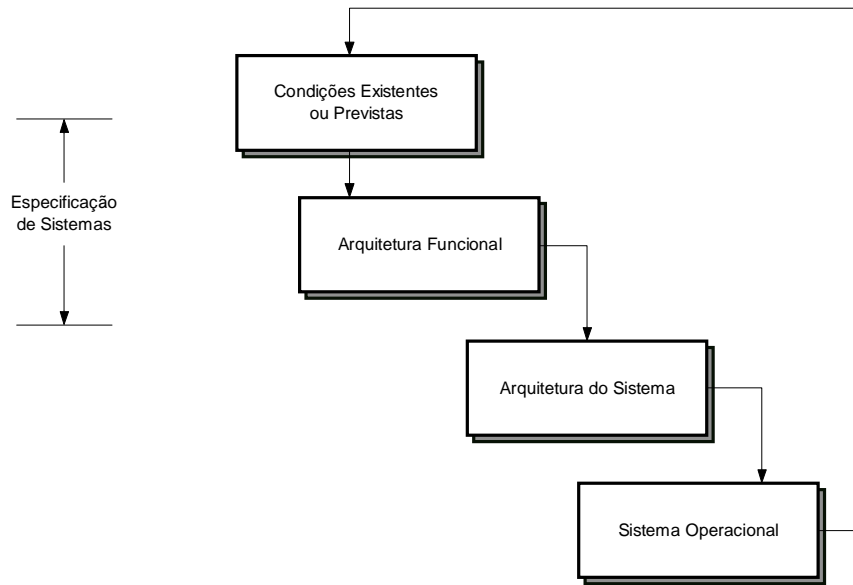 Condições Existentes
ou Previstas
Especificação
de Sistemas
Arquitetura Funcional
Arquitetura do Sistema
Sistema Operacional